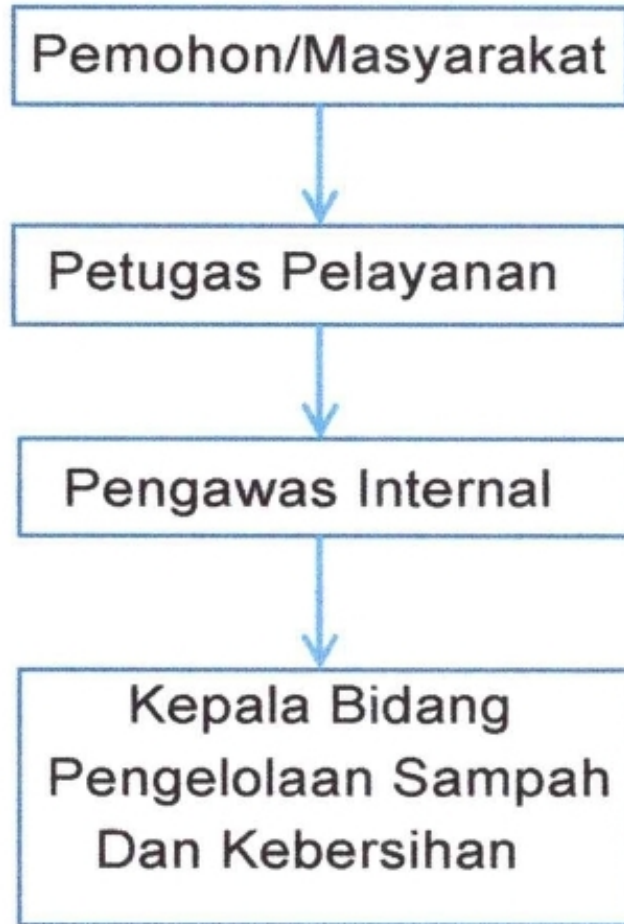 Pemohon/Masyarakat
Petugas Pelayanan
Pengawas Internal
Kepala Bidang
Pengelolaan Sampah
Dan Kebersihan